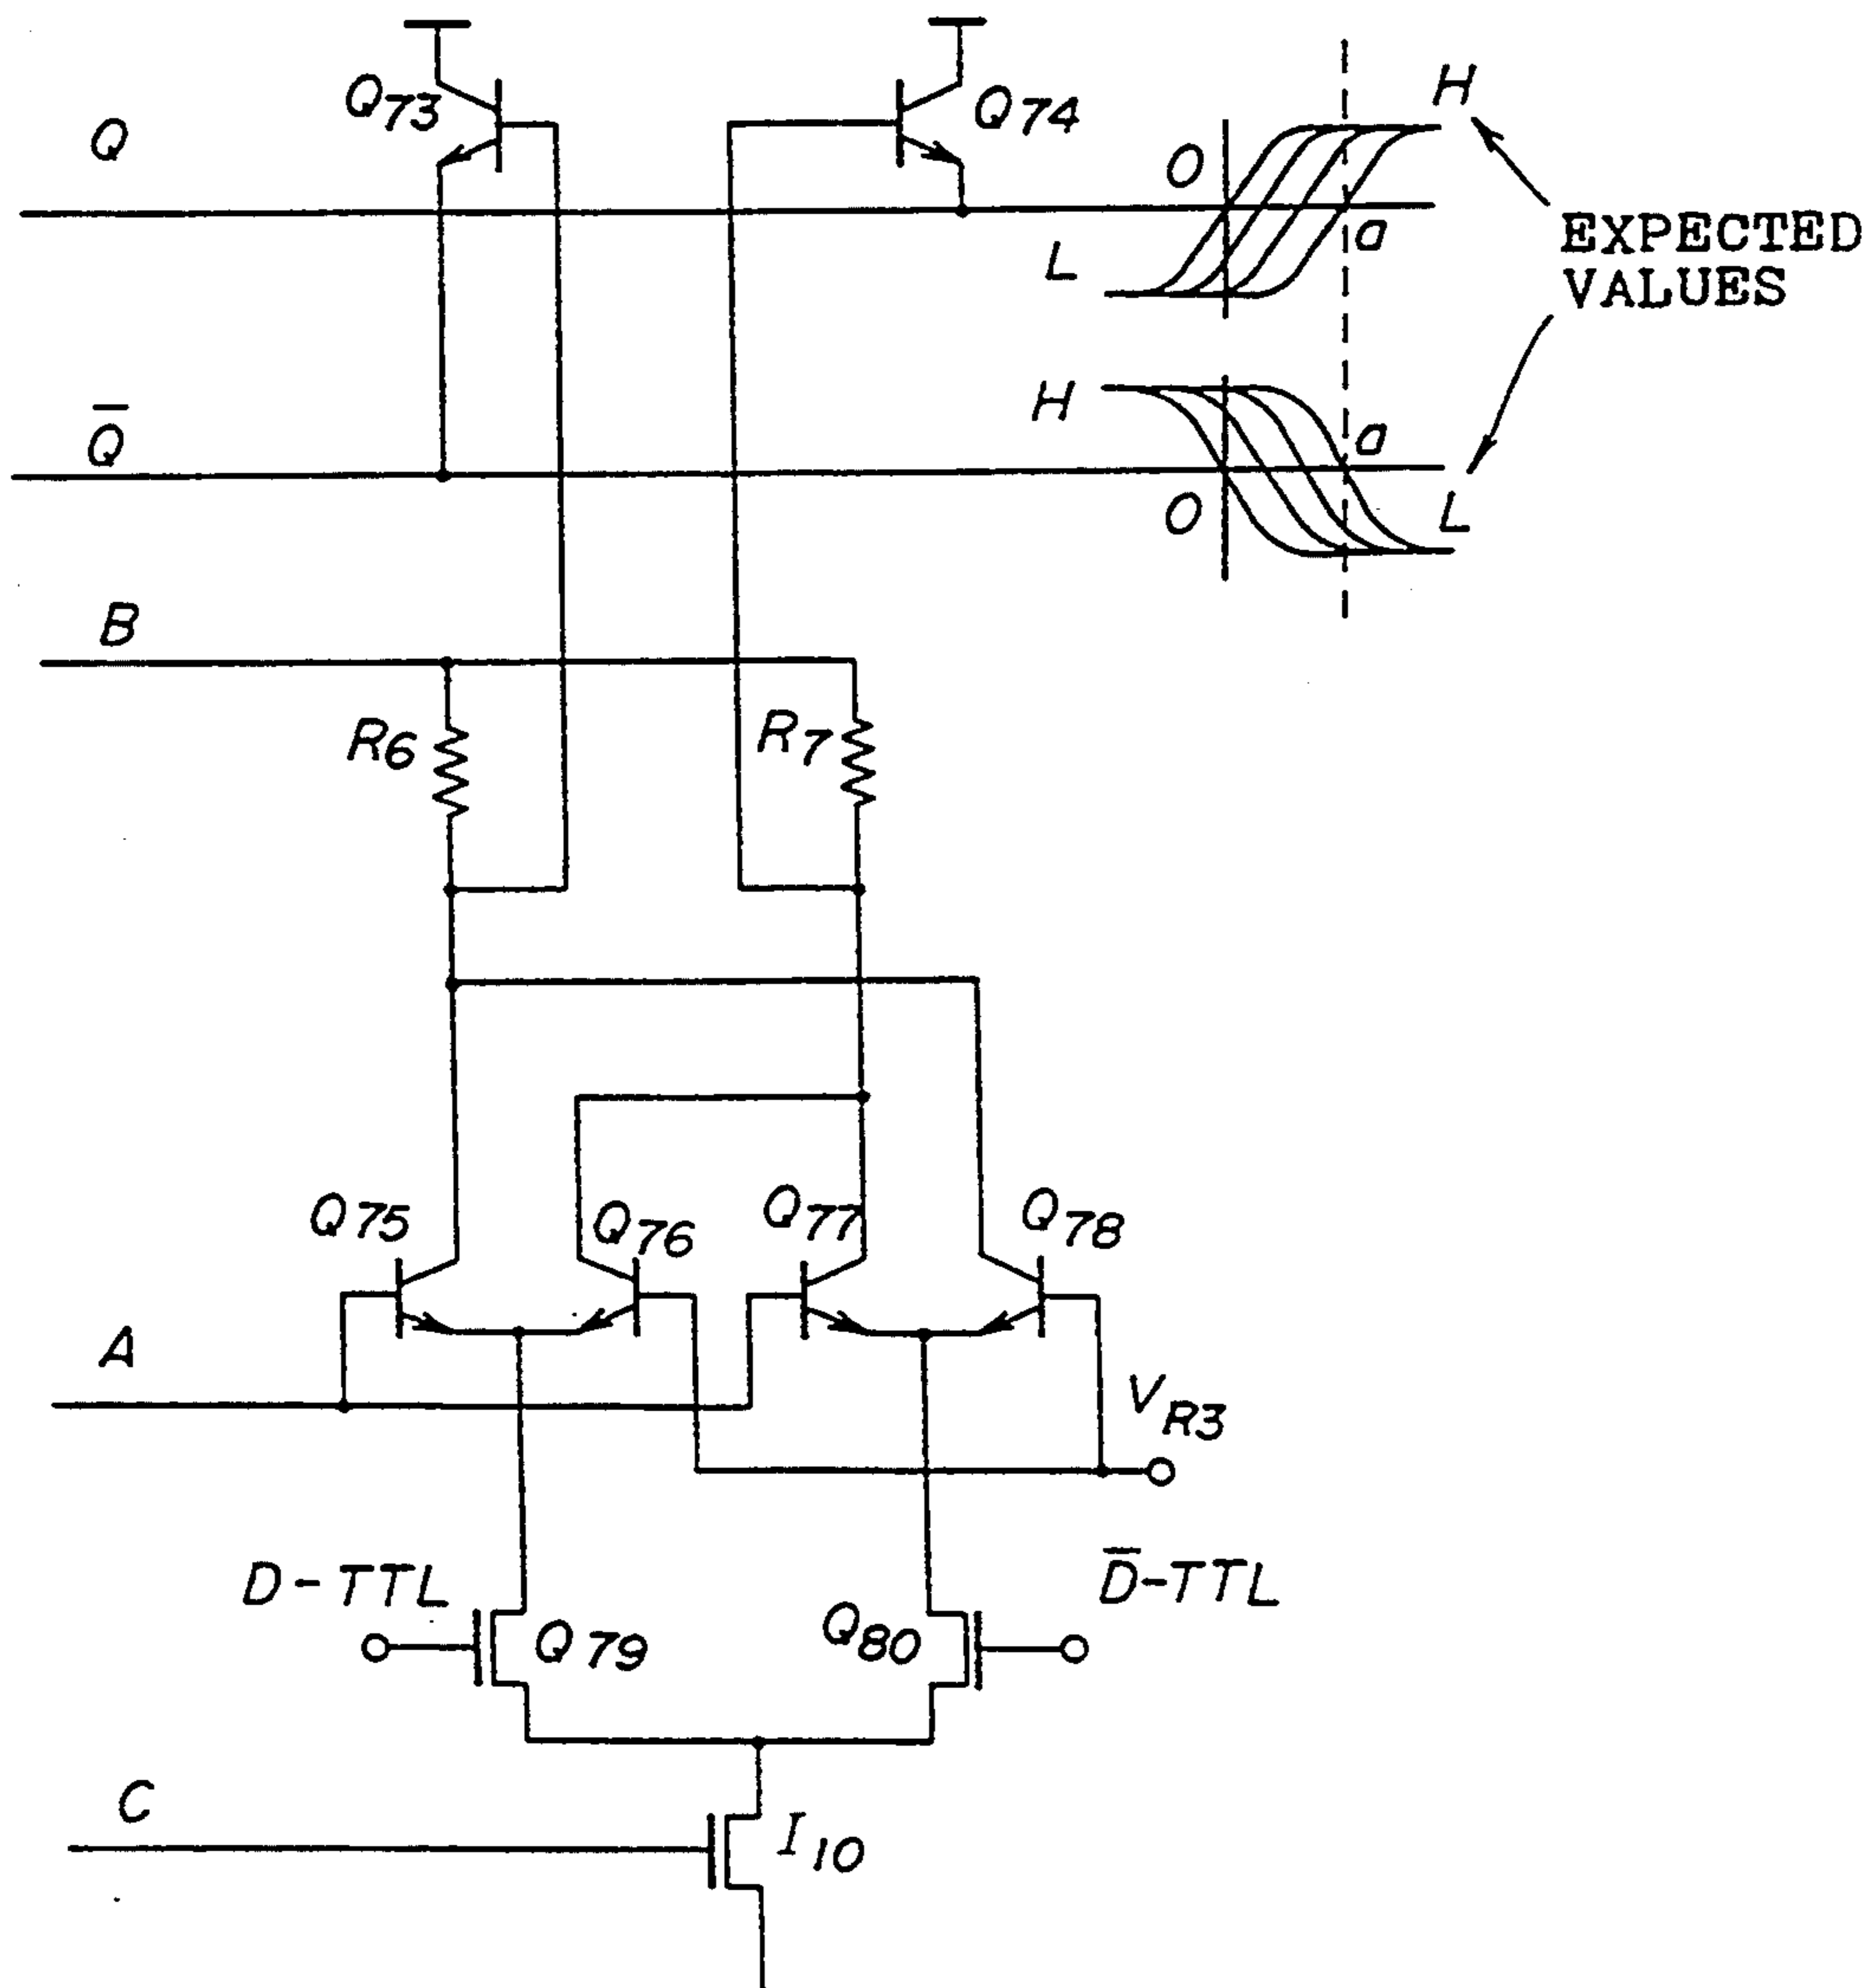 Q73
Q74
H
Q
O
a
L
EXPECTED
VALUES
H
Q̅
a
O
L
B
R6
R7
Q75
Q76
Q77
Q78
A
VR3
D-TTL
D̅-TTL
Q79
Q80
C
I10